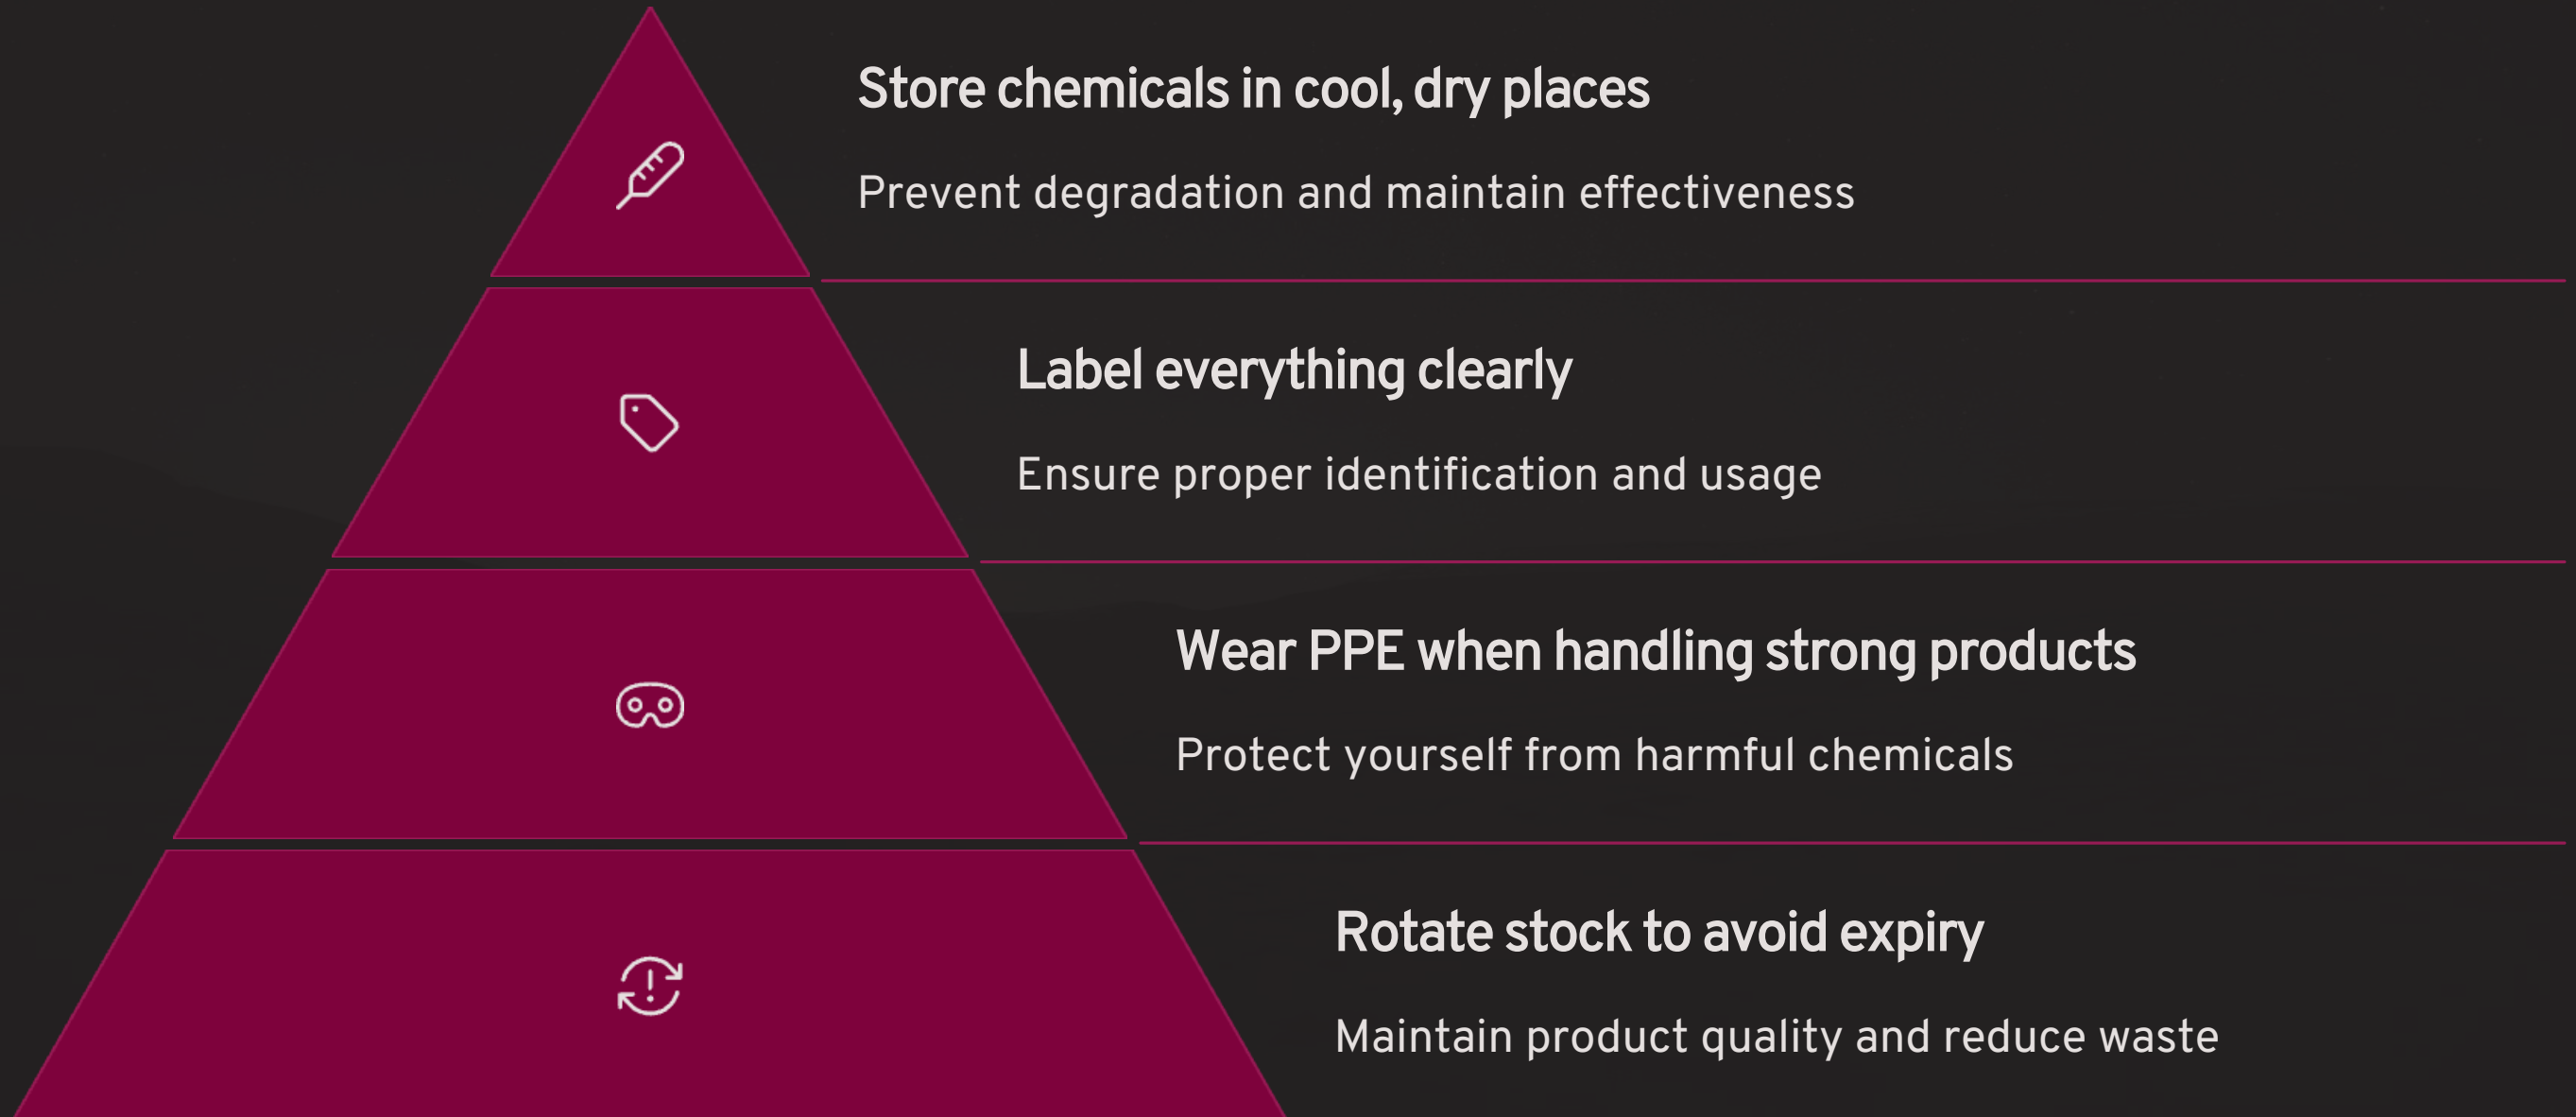 Store chemicals in cool, dry places
Prevent degradation and maintain effectiveness
Label everything clearly
Ensure proper identification and usage
Wear PPE when handling strong products
Protect yourself from harmful chemicals
Rotate stock to avoid expiry
Maintain product quality and reduce waste